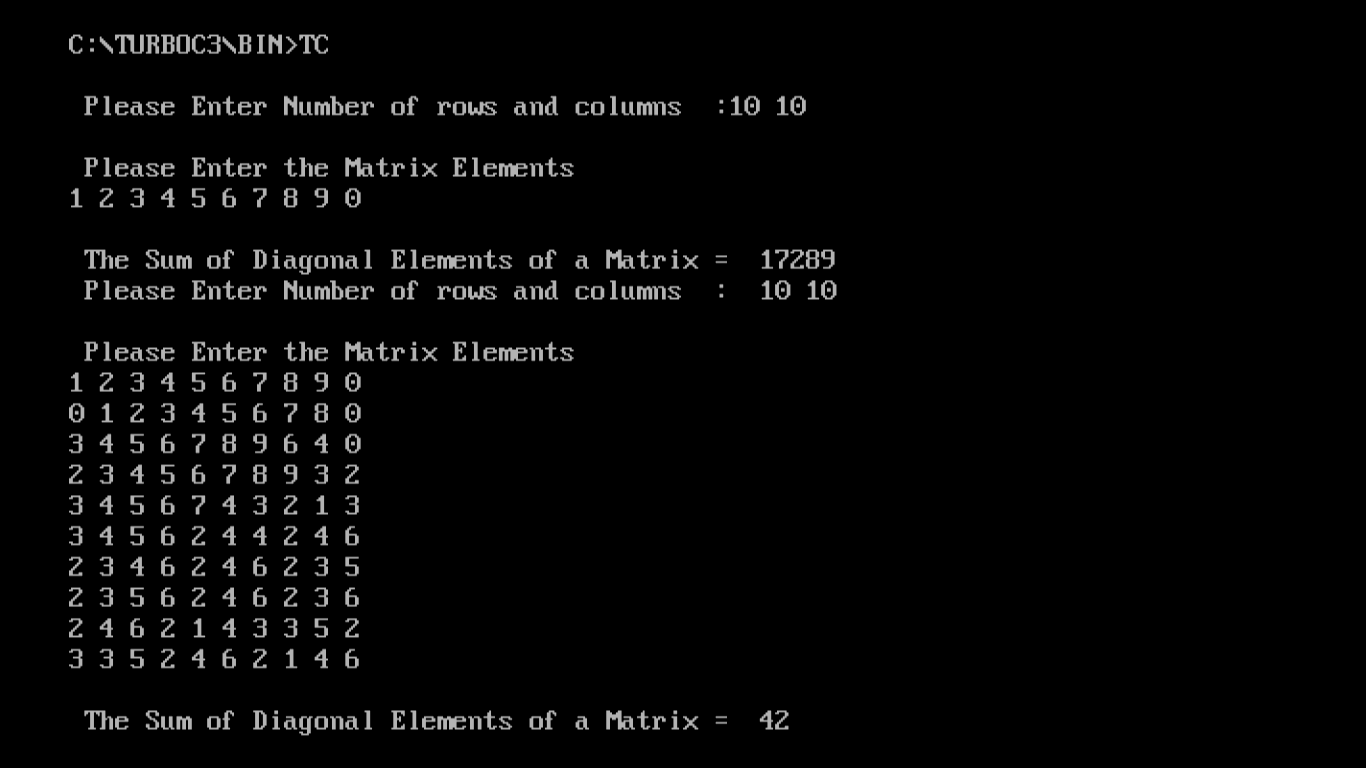 C:\TURBOC3\BIN>TC
Please Enter Number of rows and columns  :10 10
Please Enter the Matrix Elements
1 2 3 4 5 6 7 8 9 0
The Sum of Diagonal Elements of a Matrix =  17289
Please Enter Number of rows and columns  :  10 10
Please Enter the Matrix Elements
1 2 3 4 5 6 7 8 9 0
0 1 2 3 4 5 6 7 8 0
3 4 5 6 7 8 9 6 4 0
2 3 4 5 6 7 8 9 3 2
3 4 5 6 7 4 3 2 1 3
3 4 5 6 2 4 4 2 4 6
2 3 4 6 2 4 6 2 3 5
2 3 5 6 2 4 6 2 3 6
2 4 6 2 1 4 3 3 5 2
3 3 5 2 4 6 2 1 4 6
The Sum of Diagonal Elements of a Matrix =  42